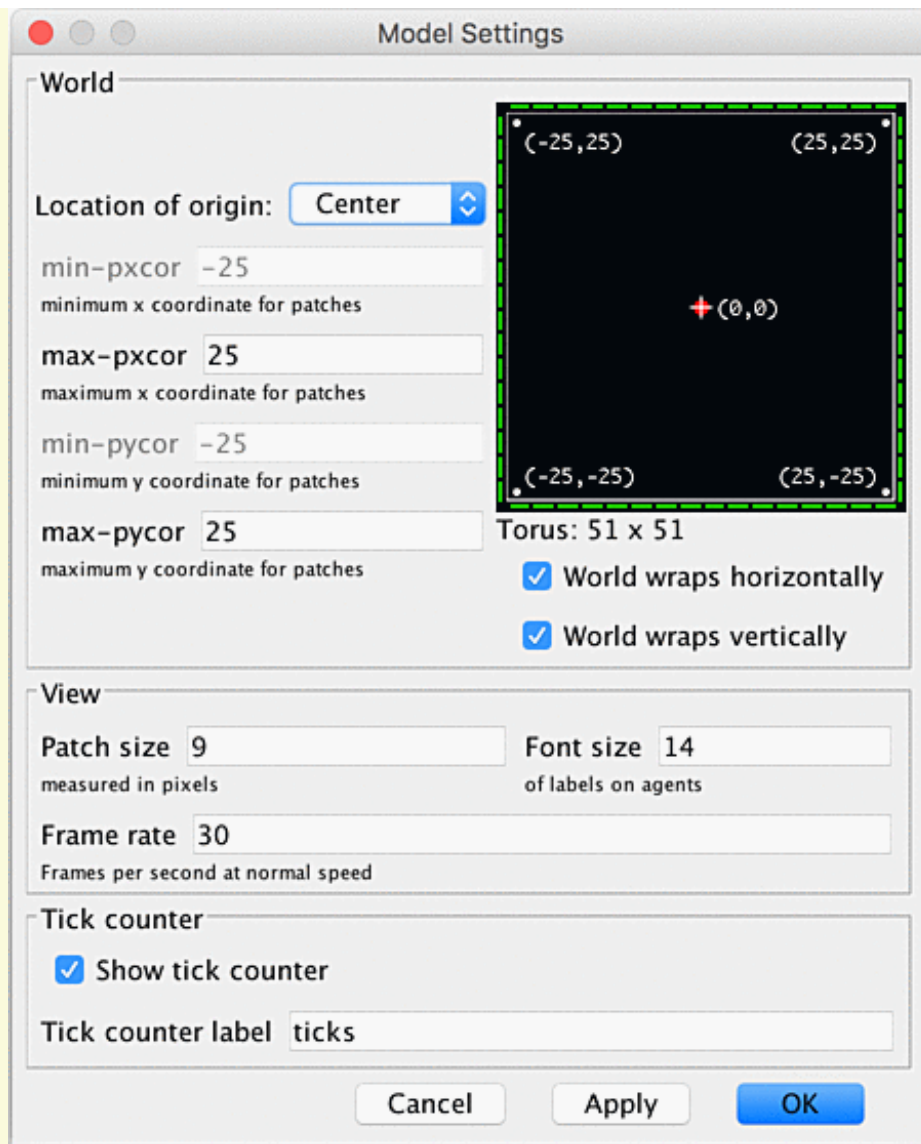 Model Settings
World
(-25,25) (25,25)
Location of origin: Center
min-pxcor -25
minimum x coordinate for patches
(0,0)
max-pxcor 25
maximum x coordinate for patches
min-pycor -25
minimum y coordinate for patches
(-25,-25) (25,-25)
max-pycor 25
maximum y coordinate for patches
Torus: 51 x 51
World wraps horizontally
World wraps vertically
View
Patch size 9
measured in pixels
Font size 14
of labels on agents
Frame rate 30
Frames per second at normal speed
Tick counter
Show tick counter
Tick counter label ticks
Cancel Apply OK